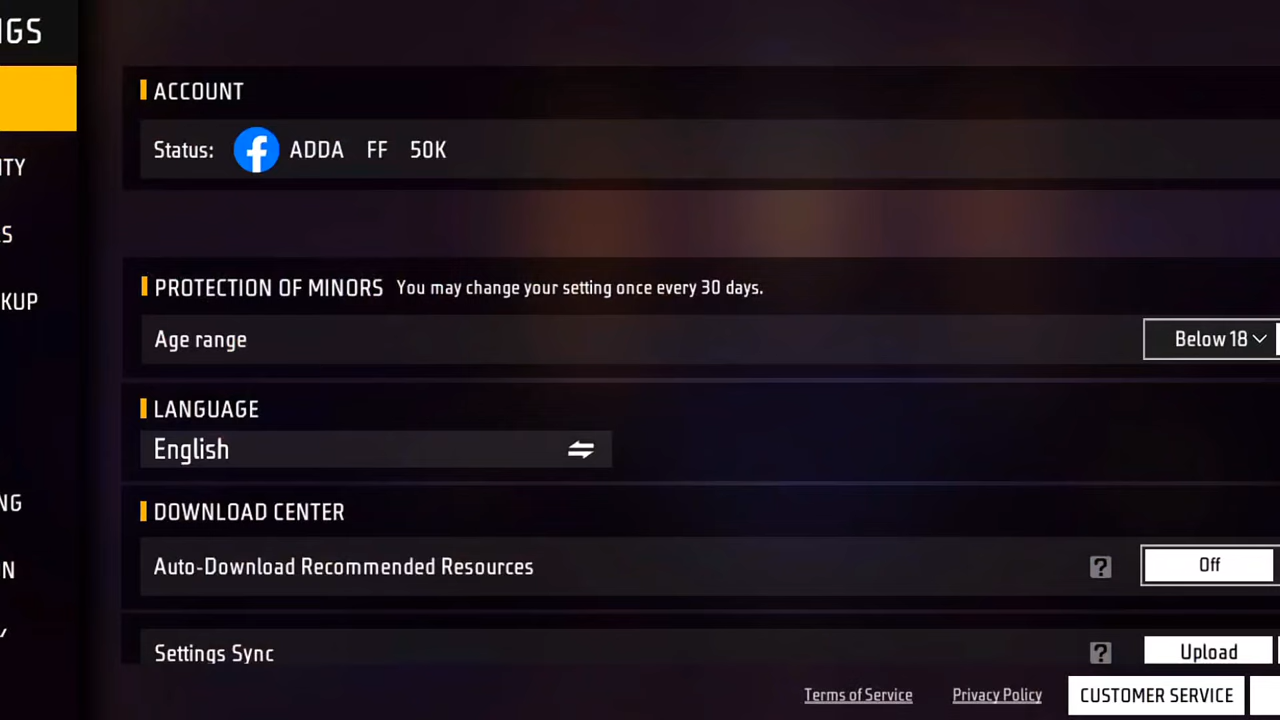 NGS
ACCOUNT
Status: ADDA FF 50K
ITY
S
KUP
PROTECTION OF MINORS You may change your setting once every 30 days.
Age range Below 18
LANGUAGE
English
NG
DOWNLOAD CENTER
Auto-Download Recommended Resources ? Off
N
Settings Sync ? Upload
Terms of Service Privacy Policy CUSTOMER SERVICE